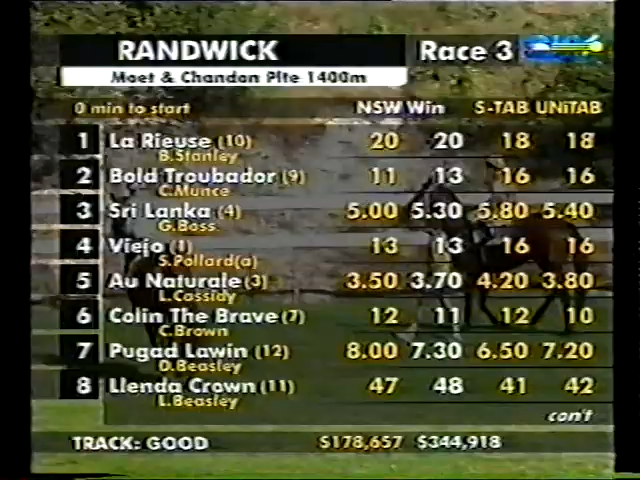 RANDWICK Race 3
Moet & Chandon Plte 1400m
0 min to start NSW Win S-TAB UNiTAB
1 La Rieuse (10) 20 20 18 18
B.Stanley
2 Bold Troubador (9) 11 13 16 16
C.Munce
3 Sri Lanka (4) 5.00 5.30 5.80 5.40
G.Boss
4 Viejo (1) 13 13 16 16
S.Pollard(a)
5 Au Naturale (3) 3.50 3.70 4.20 3.80
L.Cassidy
6 Colin The Brave (7) 12 11 12 10
C.Brown
7 Pugad Lawin (12) 8.00 7.30 6.50 7.20
D.Beasley
8 Llenda Crown (11) 47 48 41 42
L.Beasley
con't
TRACK: GOOD $178,657 $344,918